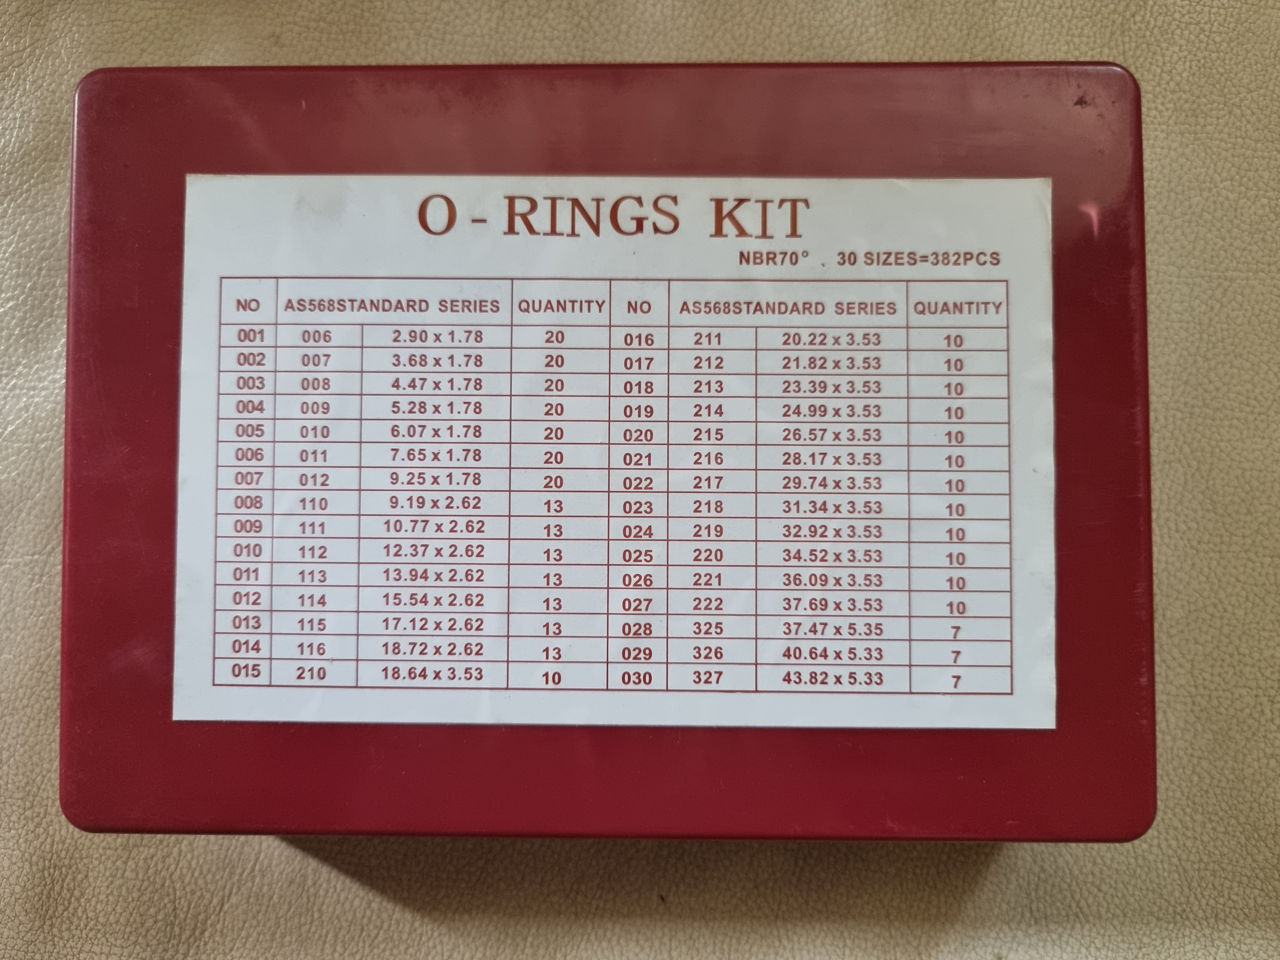 O - RINGS KIT
NBR70° . 30 SIZES=382PCS
NO AS568STANDARD SERIES QUANTITY NO AS568STANDARD SERIES QUANTITY
001 006 2.90 x 1.78 20 016 211 20.22 x 3.53 10
002 007 3.68 x 1.78 20 017 212 21.82 x 3.53 10
003 008 4.47 x 1.78 20 018 213 23.39 x 3.53 10
004 009 5.28 x 1.78 20 019 214 24.99 x 3.53 10
005 010 6.07 x 1.78 20 020 215 26.57 x 3.53 10
006 011 7.65 x 1.78 20 021 216 28.17 x 3.53 10
007 012 9.25 x 1.78 20 022 217 29.74 x 3.53 10
008 110 9.19 x 2.62 13 023 218 31.34 x 3.53 10
009 111 10.77 x 2.62 13 024 219 32.92 x 3.53 10
010 112 12.37 x 2.62 13 025 220 34.52 x 3.53 10
011 113 13.94 x 2.62 13 026 221 36.09 x 3.53 10
012 114 15.54 x 2.62 13 027 222 37.69 x 3.53 10
013 115 17.12 x 2.62 13 028 325 37.47 x 5.35 7
014 116 18.72 x 2.62 13 029 326 40.64 x 5.33 7
015 210 18.64 x 3.53 10 030 327 43.82 x 5.33 7